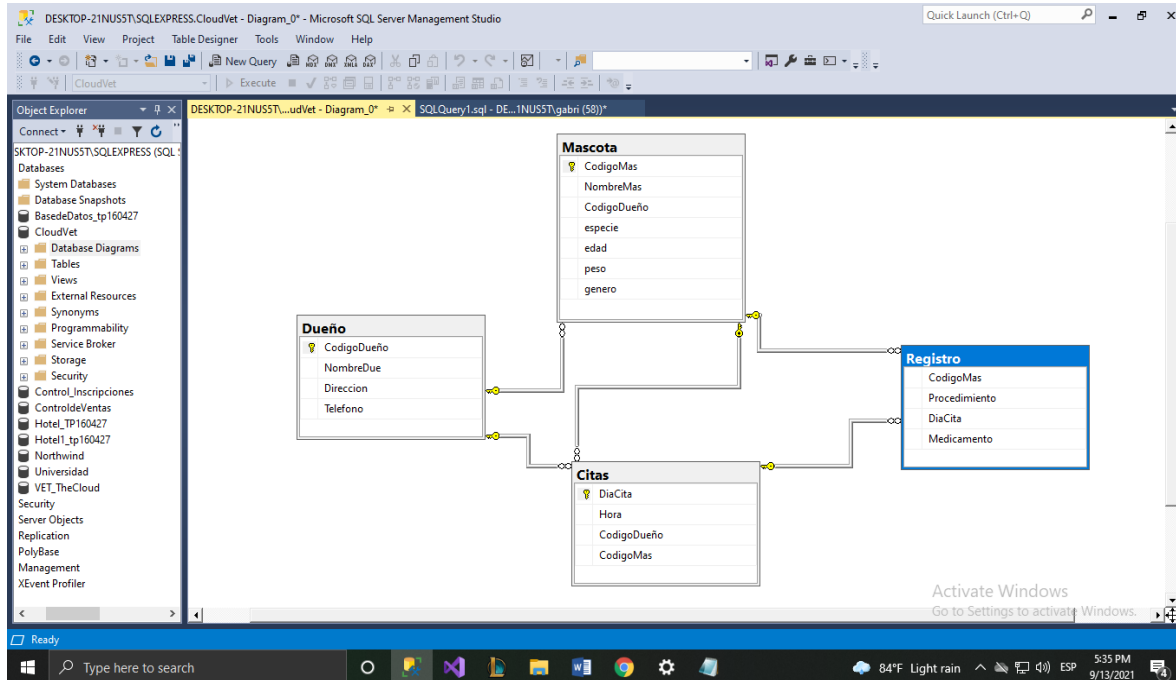 DESKTOP-21NUS5T\SQLEXPRESS.CloudVet - Diagram_0* - Microsoft SQL Server Management Studio
Quick Launch (Ctrl+Q)
File Edit View Project Table Designer Tools Window Help
New Query
CloudVet
Execute
Object Explorer
DESKTOP-21NUS5T\...udVet - Diagram_0*
SQLQuery1.sql - DE...1NUS5T\gabri (58))*
Connect
SKTOP-21NUS5T\SQLEXPRESS (SQL
Databases
System Databases
Database Snapshots
BasedeDatos_tp160427
CloudVet
Database Diagrams
Tables
Views
External Resources
Synonyms
Programmability
Service Broker
Storage
Security
Control_Inscripciones
ControldeVentas
Hotel_TP160427
Hotel1_tp160427
Northwind
Universidad
VET_TheCloud
Security
Server Objects
Replication
PolyBase
Management
XEvent Profiler
Mascota
CodigoMas
NombreMas
CodigoDueño
especie
edad
peso
genero
Dueño
CodigoDueño
NombreDue
Direccion
Telefono
Registro
CodigoMas
Procedimiento
DiaCita
Medicamento
Citas
DiaCita
Hora
CodigoDueño
CodigoMas
Activate Windows
Go to Settings to activate Windows.
Ready
Type here to search
84°F Light rain
ESP
5:35 PM
9/13/2021
4